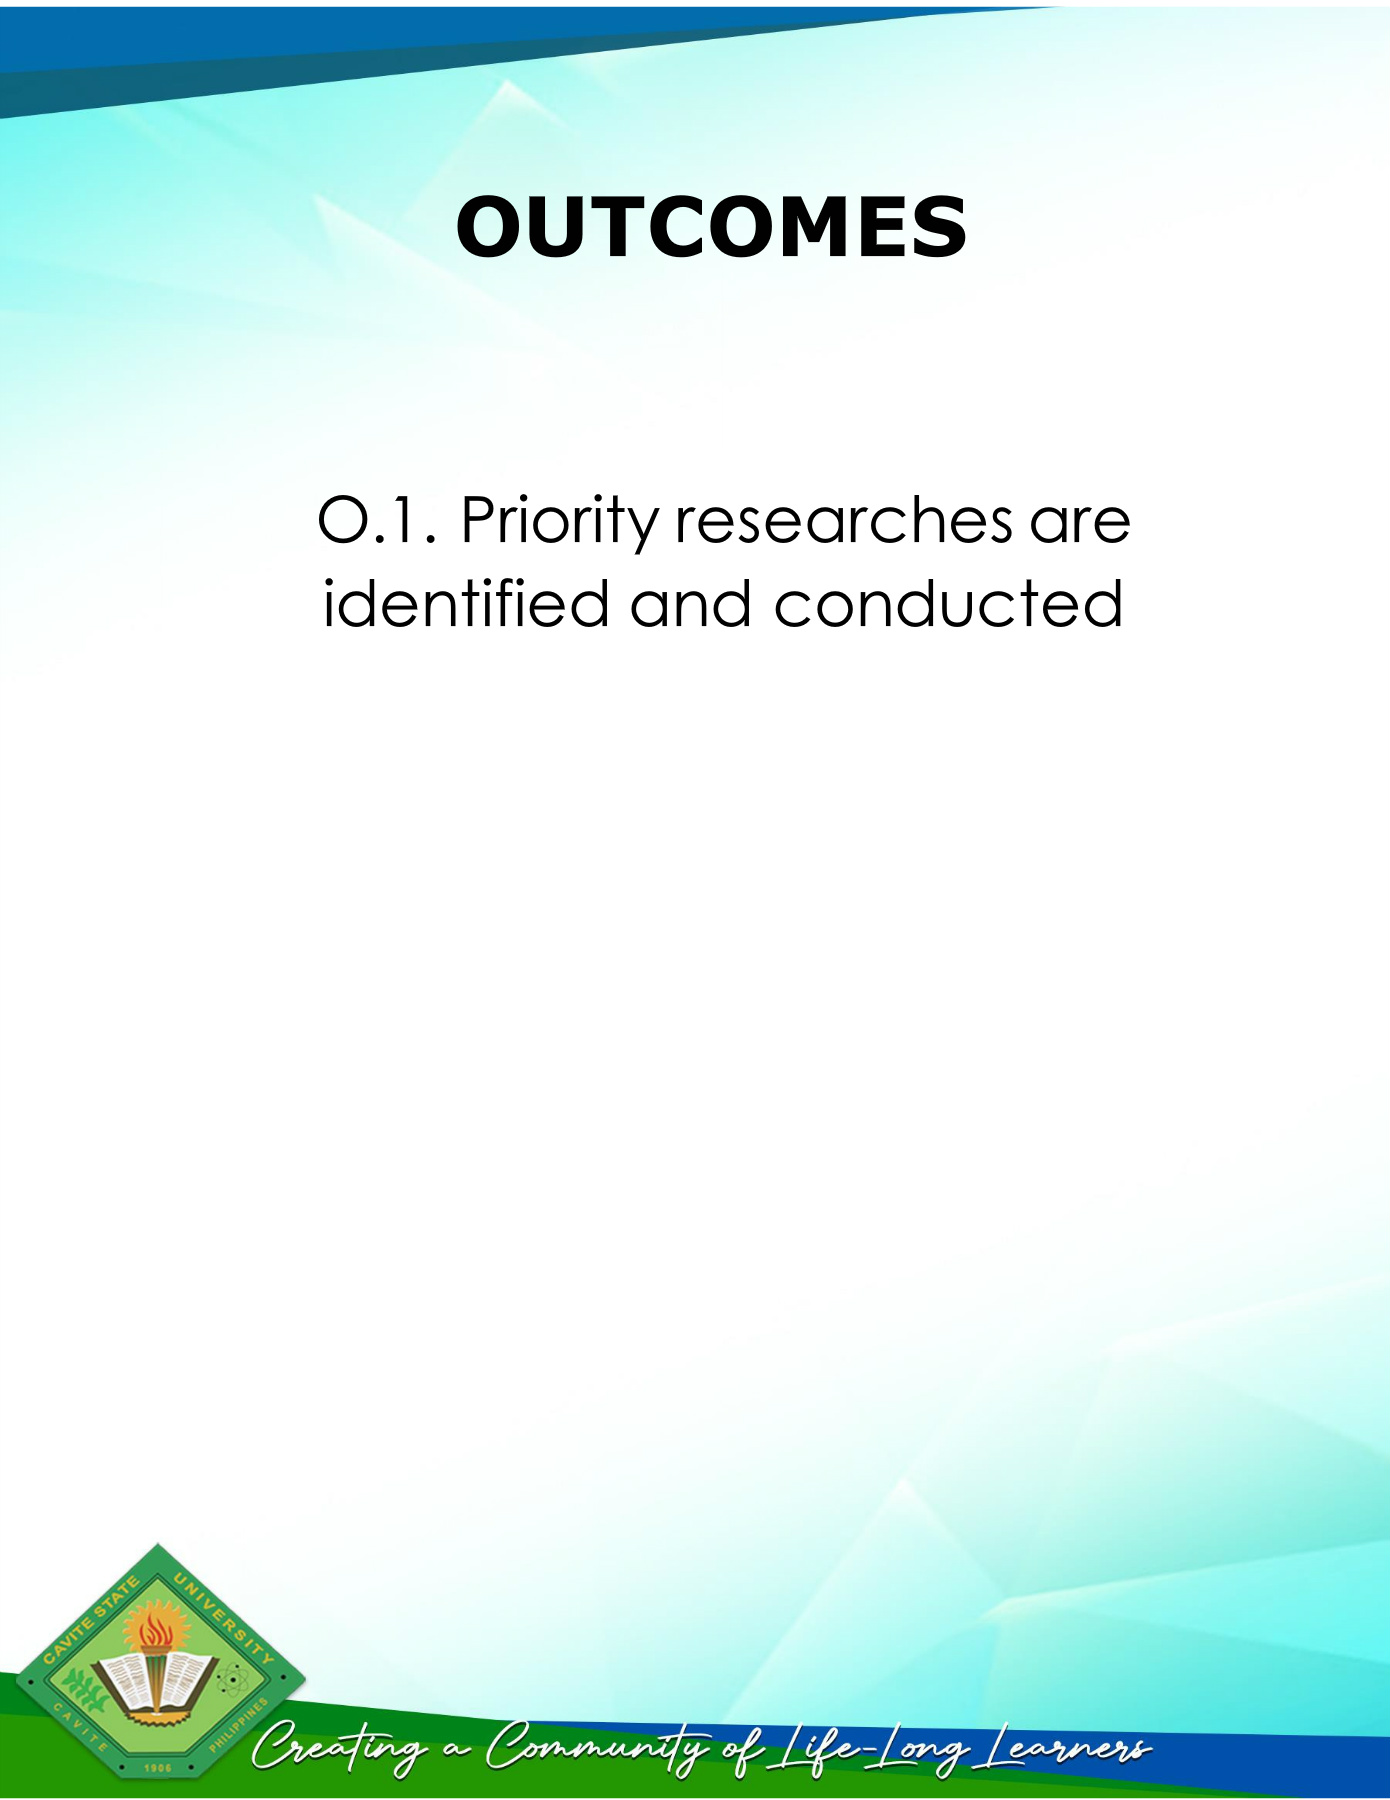 OUTCOMES
O.1. Priority researches are
identified and conducted
CAVITE STATE UNIVERSITY
CAVITE PHILIPPINES
1906
Creating a Community of Life-Long Learners